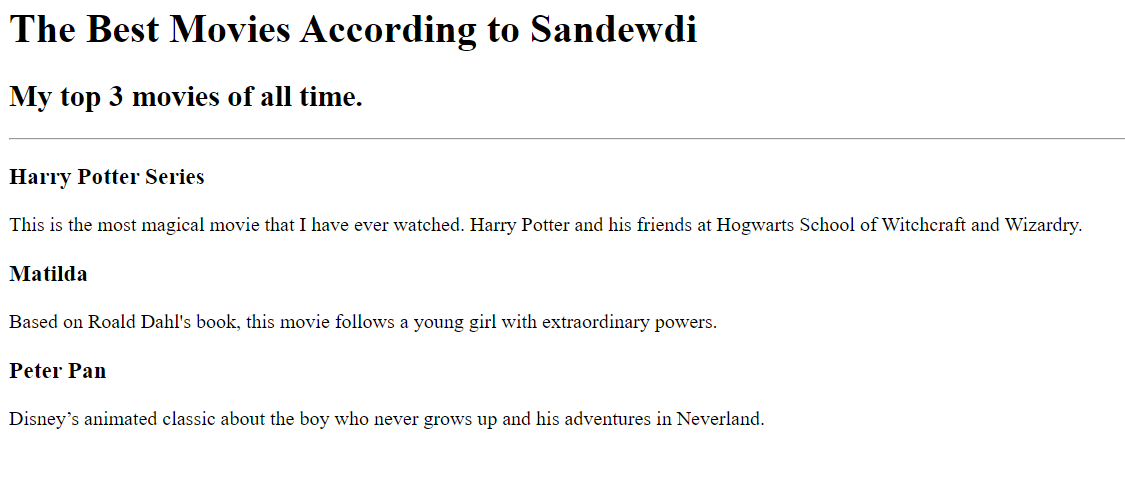 The Best Movies According to Sandewdi
My top 3 movies of all time.
Harry Potter Series
This is the most magical movie that I have ever watched. Harry Potter and his friends at Hogwarts School of Witchcraft and Wizardry.
Matilda
Based on Roald Dahl's book, this movie follows a young girl with extraordinary powers.
Peter Pan
Disney’s animated classic about the boy who never grows up and his adventures in Neverland.